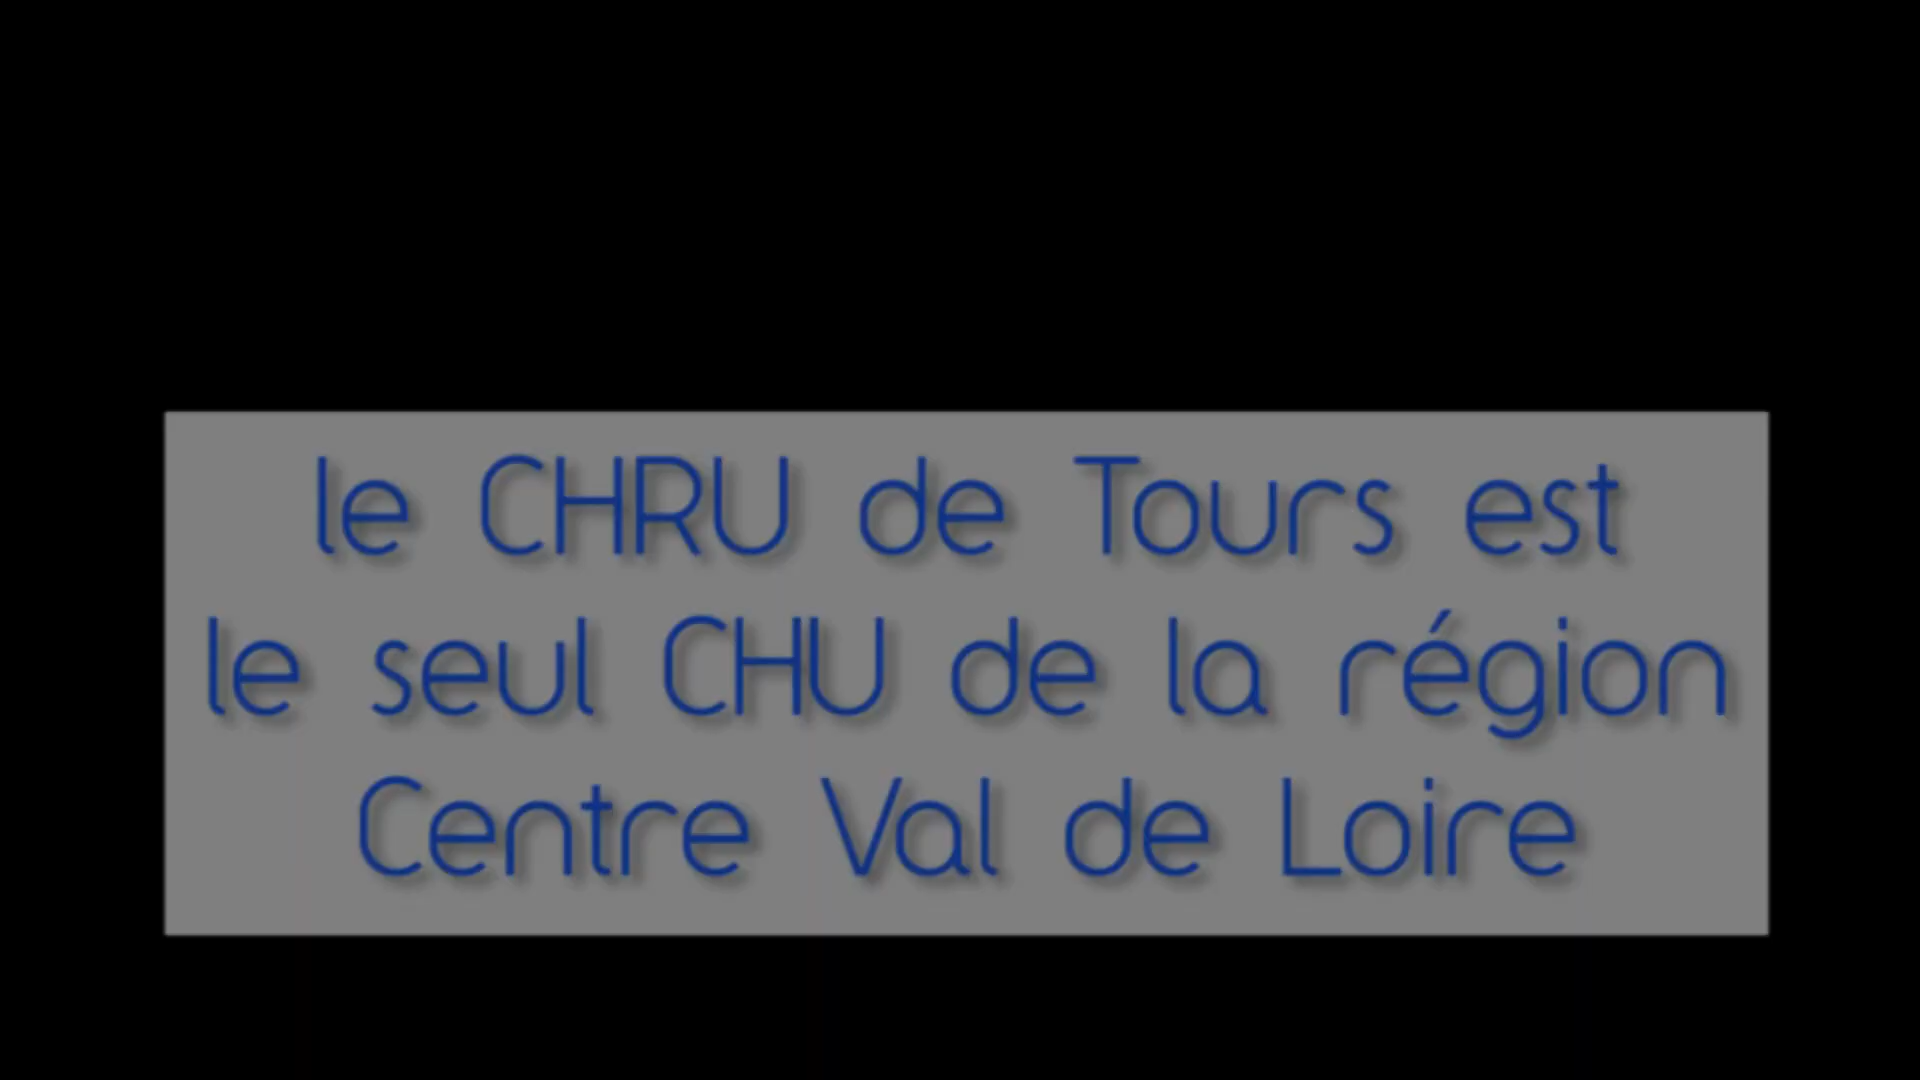 le CHRU de Tours est
le seul CHU de la région
Centre Val de Loire